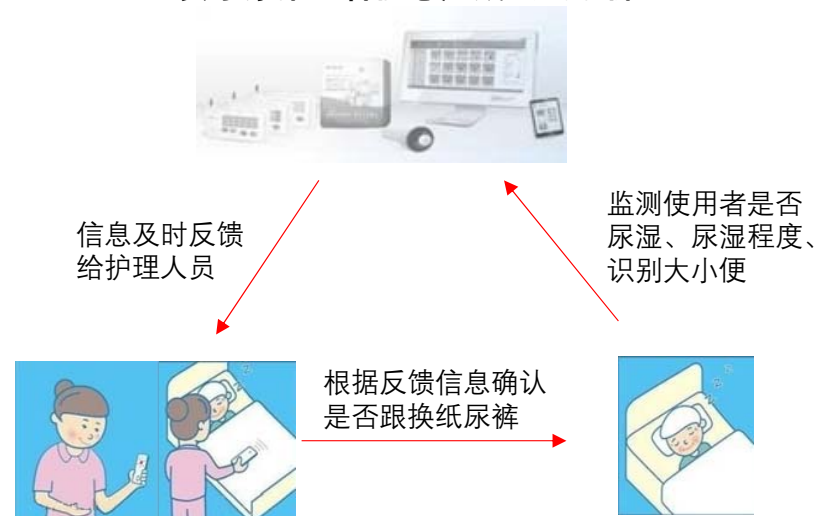 信息及时反馈
给护理人员
监测使用者是否
尿湿、尿湿程度、
识别大小便
根据反馈信息确认
是否跟换纸尿裤